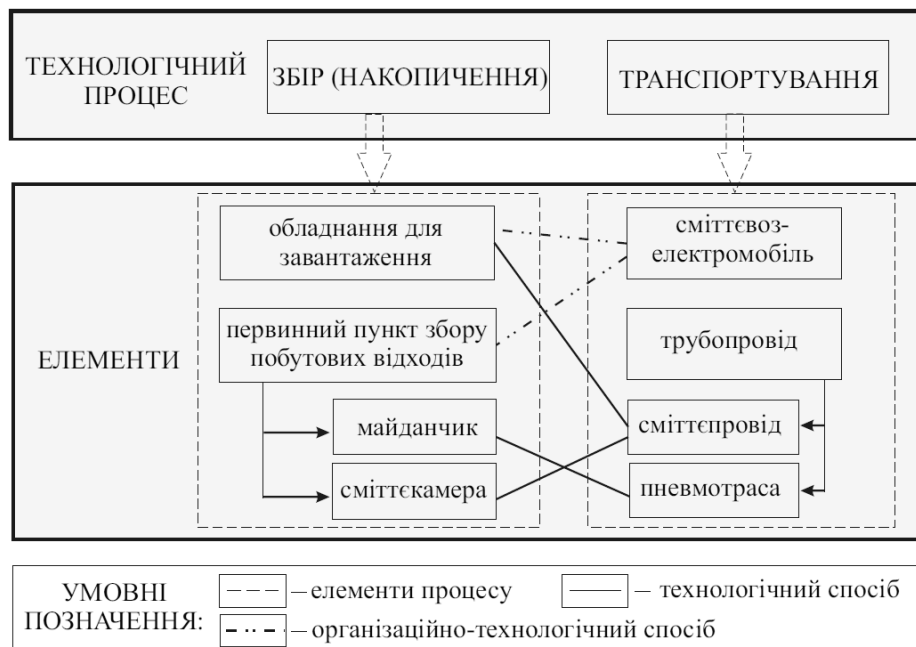 ТЕХНОЛОГІЧНИЙ
ПРОЦЕС
ЗБІР (НАКОПИЧЕННЯ)
ТРАНСПОРТУВАННЯ
ЕЛЕМЕНТИ
обладнання для
завантаження
первинний пункт збору
побутових відходів
майданчик
сміттєкамера
сміттєвоз-
електромобіль
трубопровід
сміттєпровід
пневмотраса
УМОВНІ
ПОЗНАЧЕННЯ:
– елементи процесу
– технологічний спосіб
– організаційно-технологічний спосіб